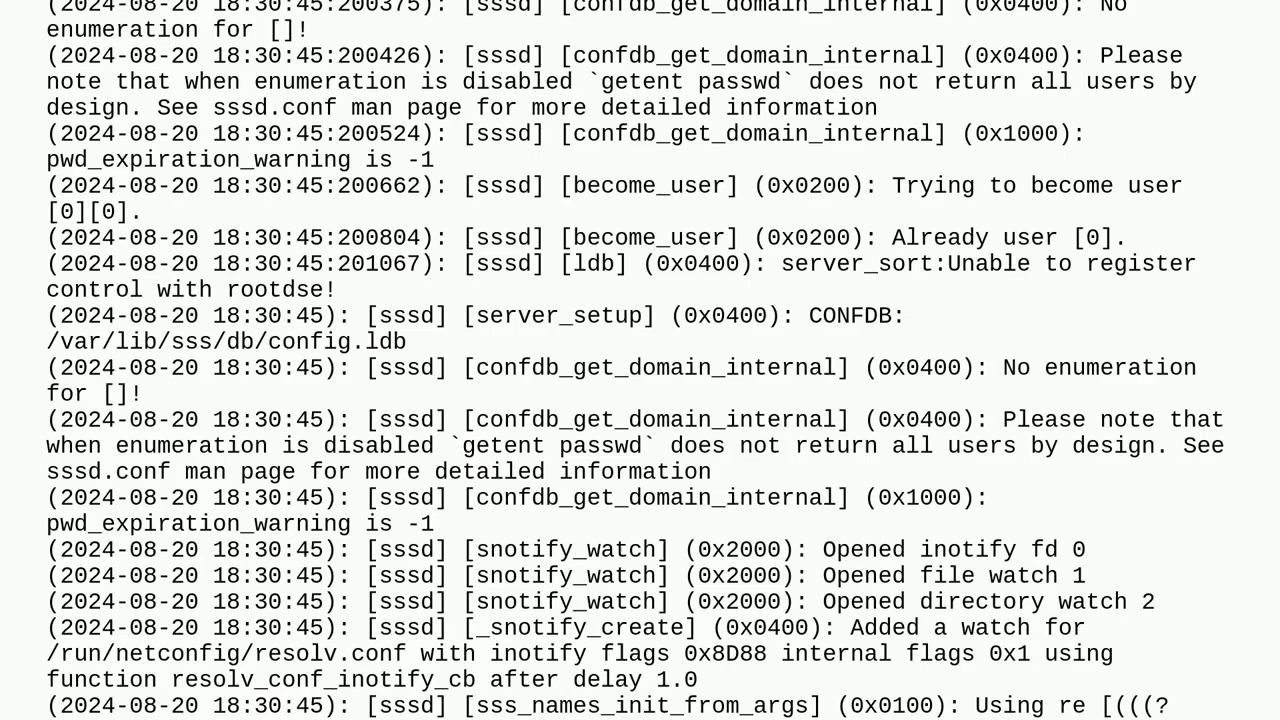 (2024-08-20 18:30:45:200375): [sssd] [confdb_get_domain_internal] (0x0400): No
enumeration for []!
(2024-08-20 18:30:45:200426): [sssd] [confdb_get_domain_internal] (0x0400): Please
note that when enumeration is disabled `getent passwd` does not return all users by
design. See sssd.conf man page for more detailed information
(2024-08-20 18:30:45:200524): [sssd] [confdb_get_domain_internal] (0x1000):
pwd_expiration_warning is -1
(2024-08-20 18:30:45:200662): [sssd] [become_user] (0x0200): Trying to become user
[0][0].
(2024-08-20 18:30:45:200804): [sssd] [become_user] (0x0200): Already user [0].
(2024-08-20 18:30:45:201067): [sssd] [ldb] (0x0400): server_sort:Unable to register
control with rootdse!
(2024-08-20 18:30:45): [sssd] [server_setup] (0x0400): CONFDB:
/var/lib/sss/db/config.ldb
(2024-08-20 18:30:45): [sssd] [confdb_get_domain_internal] (0x0400): No enumeration
for []!
(2024-08-20 18:30:45): [sssd] [confdb_get_domain_internal] (0x0400): Please note that
when enumeration is disabled `getent passwd` does not return all users by design. See
sssd.conf man page for more detailed information
(2024-08-20 18:30:45): [sssd] [confdb_get_domain_internal] (0x1000):
pwd_expiration_warning is -1
(2024-08-20 18:30:45): [sssd] [snotify_watch] (0x2000): Opened inotify fd 0
(2024-08-20 18:30:45): [sssd] [snotify_watch] (0x2000): Opened file watch 1
(2024-08-20 18:30:45): [sssd] [snotify_watch] (0x2000): Opened directory watch 2
(2024-08-20 18:30:45): [sssd] [_snotify_create] (0x0400): Added a watch for
/run/netconfig/resolv.conf with inotify flags 0x8D88 internal flags 0x1 using
function resolv_conf_inotify_cb after delay 1.0
(2024-08-20 18:30:45): [sssd] [sss_names_init_from_args] (0x0100): Using re [(((?